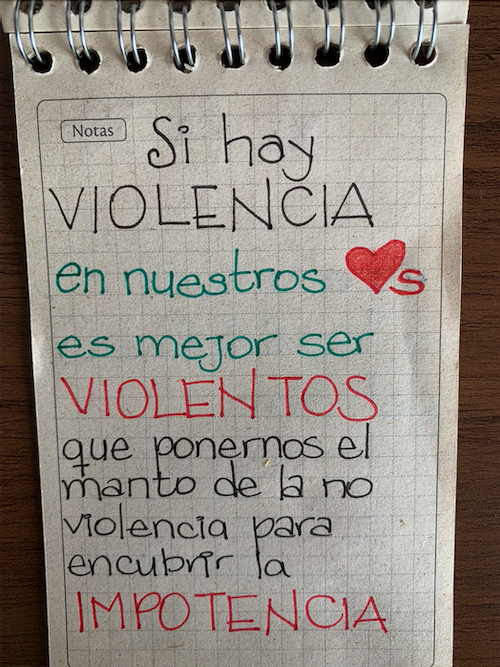 Notas
Si hay
VIOLENCIA
en nuestros ❤s
es mejor ser
VIOLENTOS
que ponernos el
manto de la no
violencia para
encubrir la
IMPOTENCIA